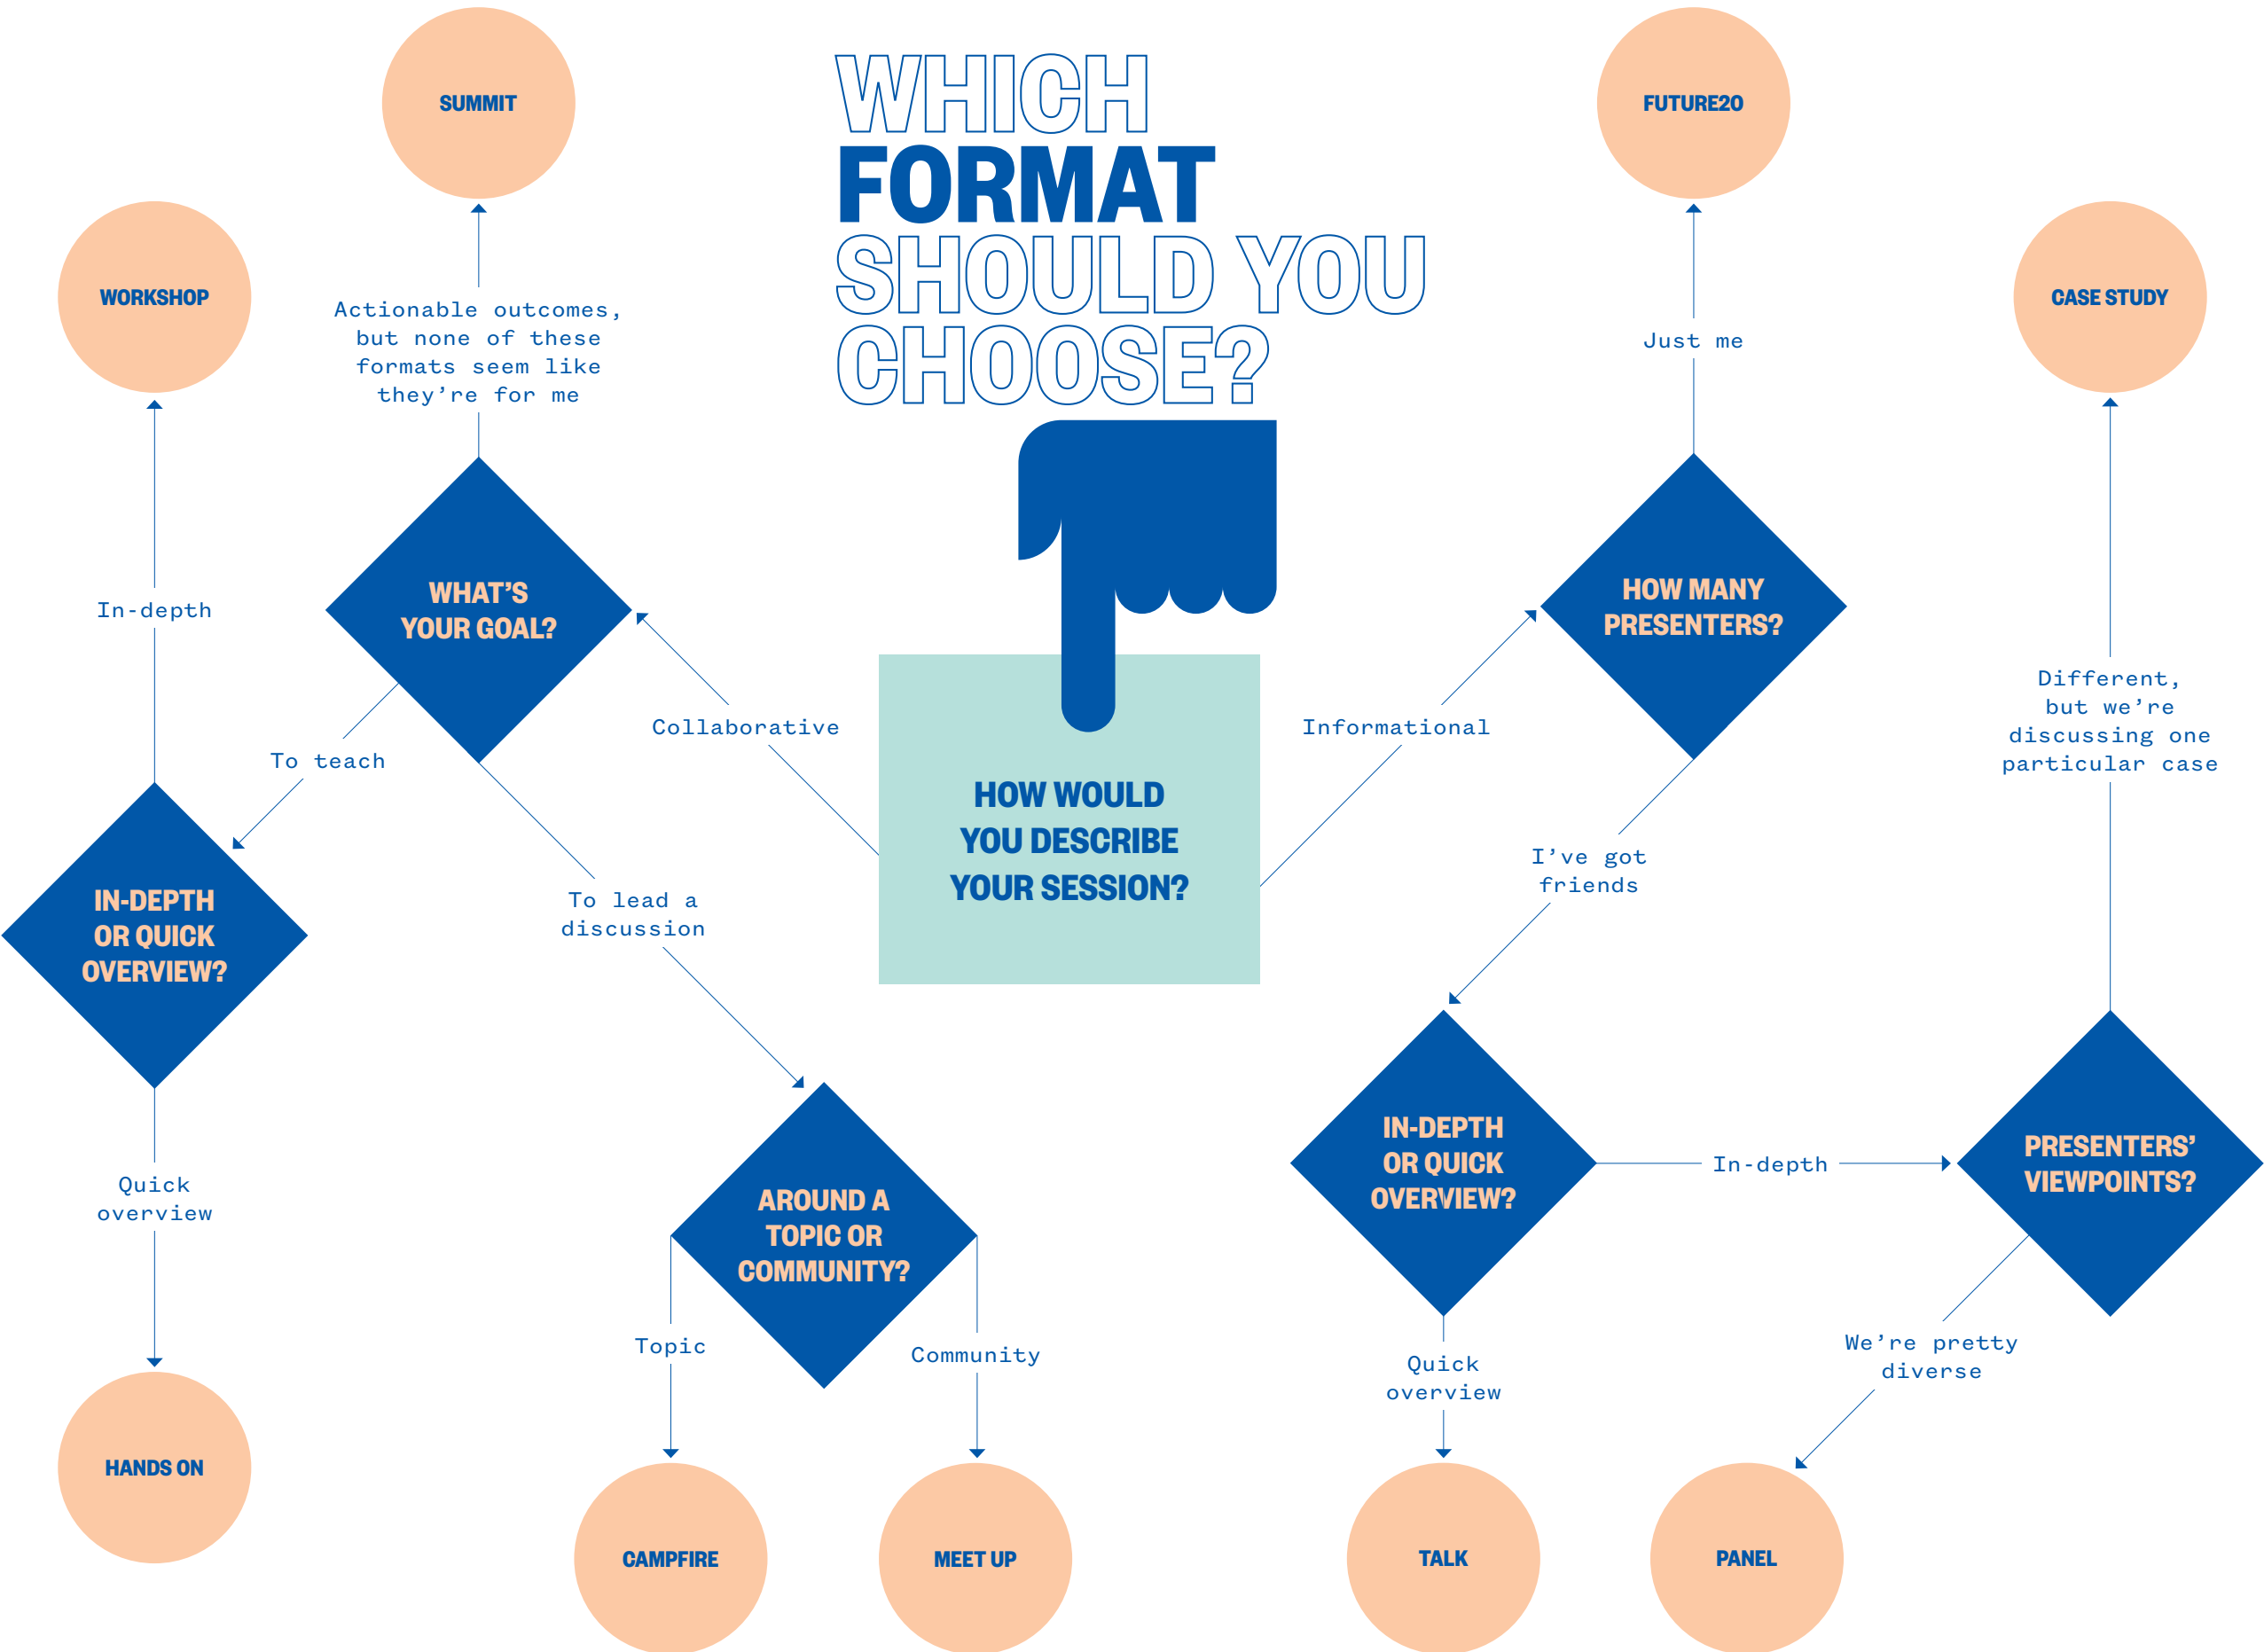 WHICH
FORMAT
SHOULD YOU
CHOOSE?
SUMMIT
FUTURE20
WORKSHOP
CASE STUDY
Actionable outcomes,
but none of these
formats seem like
they're for me
Just me
WHAT'S
YOUR GOAL?
HOW MANY
PRESENTERS?
In-depth
Collaborative
Informational
Different,
but we're
discussing one
particular case
To teach
HOW WOULD
YOU DESCRIBE
YOUR SESSION?
I've got
friends
To lead a
discussion
IN-DEPTH
OR QUICK
OVERVIEW?
IN-DEPTH
OR QUICK
OVERVIEW?
In-depth
PRESENTERS'
VIEWPOINTS?
Quick
overview
AROUND A
TOPIC OR
COMMUNITY?
Topic
Community
Quick
overview
We're pretty
diverse
HANDS ON
CAMPFIRE
MEET UP
TALK
PANEL